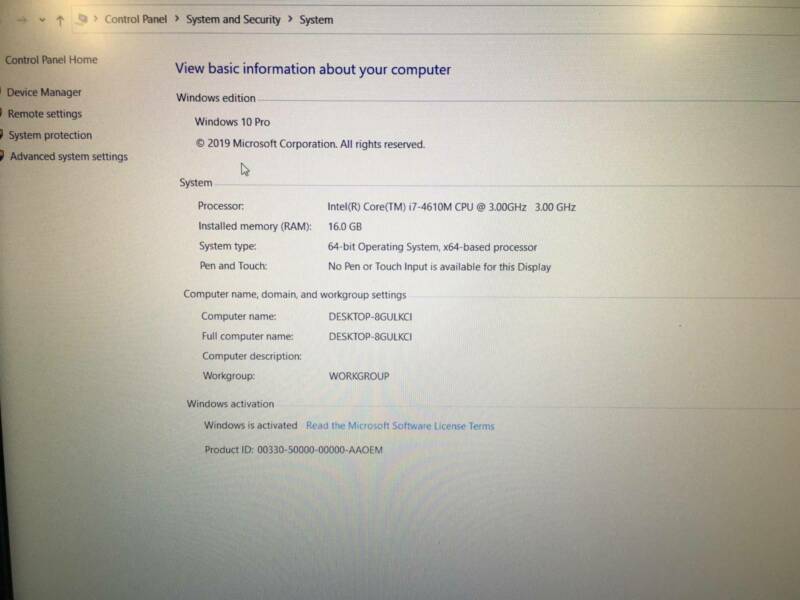 Control Panel > System and Security > System
Control Panel Home
Device Manager
Remote settings
System protection
Advanced system settings
View basic information about your computer
Windows edition
Windows 10 Pro
© 2019 Microsoft Corporation. All rights reserved.
System
Processor: Intel(R) Core(TM) i7-4610M CPU @ 3.00GHz 3.00 GHz
Installed memory (RAM): 16.0 GB
System type: 64-bit Operating System, x64-based processor
Pen and Touch: No Pen or Touch Input is available for this Display
Computer name, domain, and workgroup settings
Computer name: DESKTOP-8GULKCI
Full computer name: DESKTOP-8GULKCI
Computer description:
Workgroup: WORKGROUP
Windows activation
Windows is activated Read the Microsoft Software License Terms
Product ID: 00330-50000-00000-AAOEM